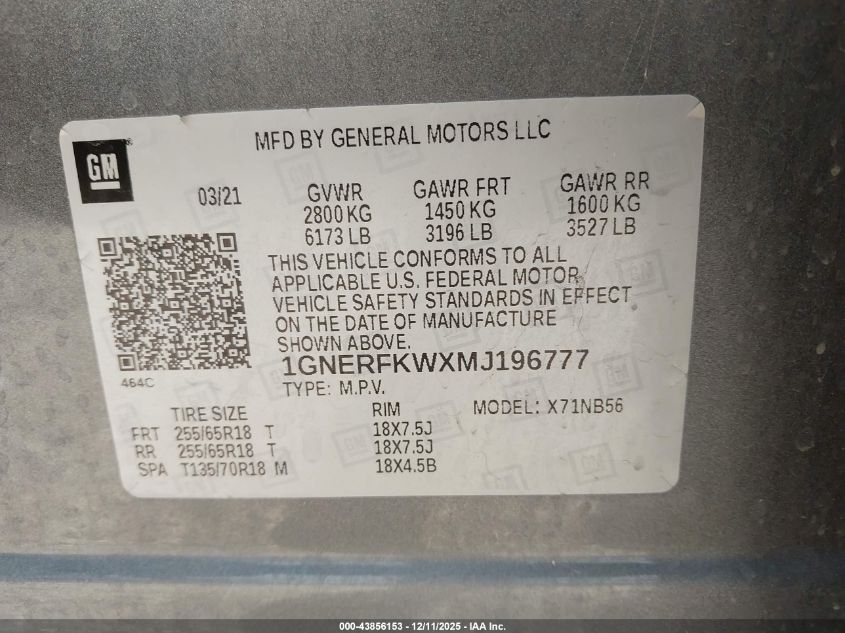 MFD BY GENERAL MOTORS LLC
GM
03/21
GVWR GAWR FRT GAWR RR
2800 KG 1450 KG 1600 KG
6173 LB 3196 LB 3527 LB
THIS VEHICLE CONFORMS TO ALL
APPLICABLE U.S. FEDERAL MOTOR
VEHICLE SAFETY STANDARDS IN EFFECT
ON THE DATE OF MANUFACTURE
SHOWN ABOVE.
1GNERFKWXMJ196777
464C
TYPE: M.P.V.
TIRE SIZE RIM MODEL: X71NB56
FRT 255/65R18 T 18X7.5J
RR 255/65R18 T 18X7.5J
SPA T135/70R18 M 18X4.5B
000-43856153 - 12/11/2025 - IAA Inc.